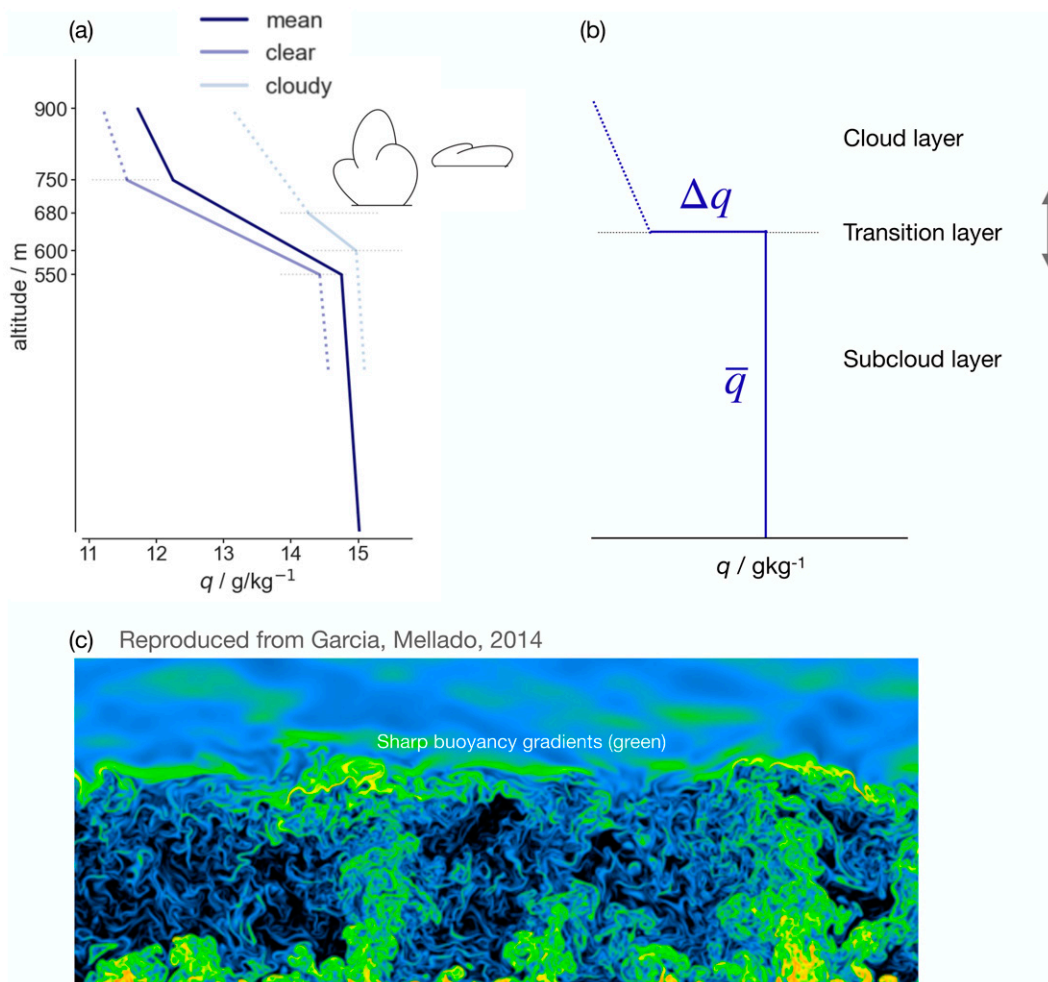 (a)
mean
clear
cloudy
900
750
680
600
550
altitude / m
11 12 13 14 15
q / g/kg⁻¹
(b)
Δq
q̅
Cloud layer
Transition layer
Subcloud layer
q / gkg⁻¹
(c) Reproduced from Garcia, Mellado, 2014
Sharp buoyancy gradients (green)